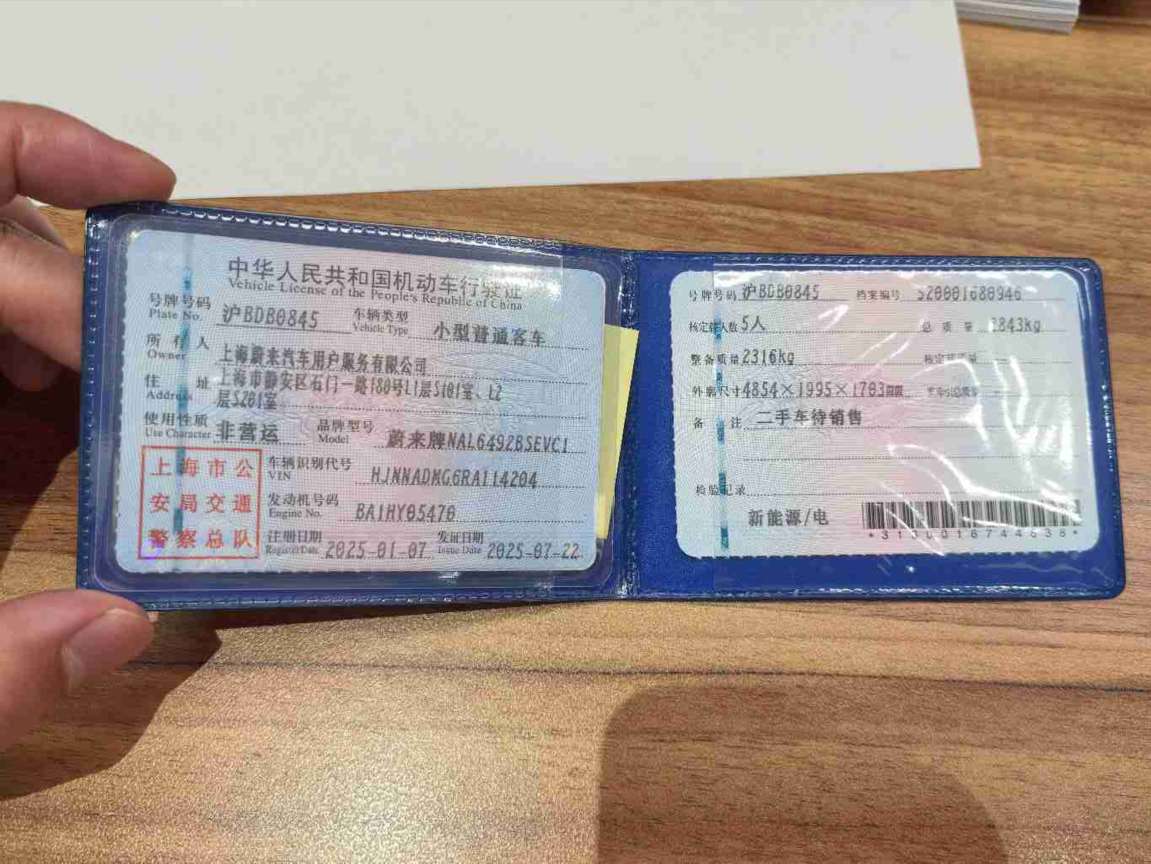 中华人民共和国机动车行驶证
Vehicle License of the People's Republic of China
号牌号码 Plate No. 沪BDB0845 车辆类型 Vehicle Type 小型普通客车
所有人 Owner 上海蔚来汽车用户服务有限公司
住址 Address 上海市静安区石门一路180号L1层S101室、L2
层S201室
使用性质 Use Character 非营运 品牌型号 Model 蔚来牌NAL6492BSEVC1
上海市公
安局交通
警察总队
车辆识别代号 VIN HJNNADMG6RA114204
发动机号码 Engine No. BA1HY05470
注册日期 Register Date 2025-01-07 发证日期 Issue Date 2025-07-22
号牌号码 沪BDB0845 档案编号 S20001680946
核定载人数 5人 总质量 2843kg
整备质量 2316kg 核定载质量 --
外廓尺寸 4854×1995×1703mm --
备注 二手车待销售
检验记录
新能源/电